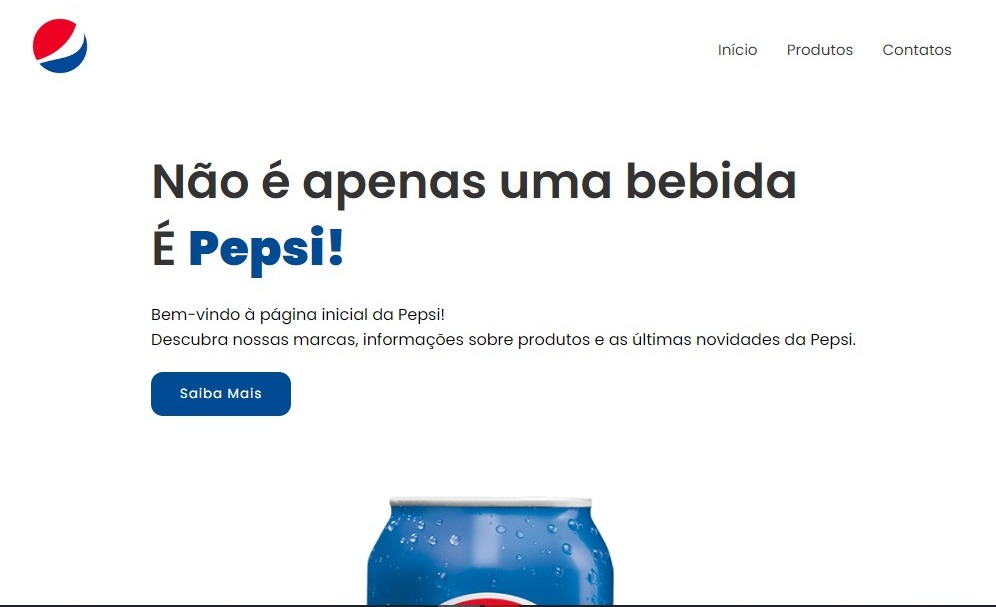 Início Produtos Contatos
Não é apenas uma bebida
É Pepsi!
Bem-vindo à página inicial da Pepsi!
Descubra nossas marcas, informações sobre produtos e as últimas novidades da Pepsi.
Saiba Mais